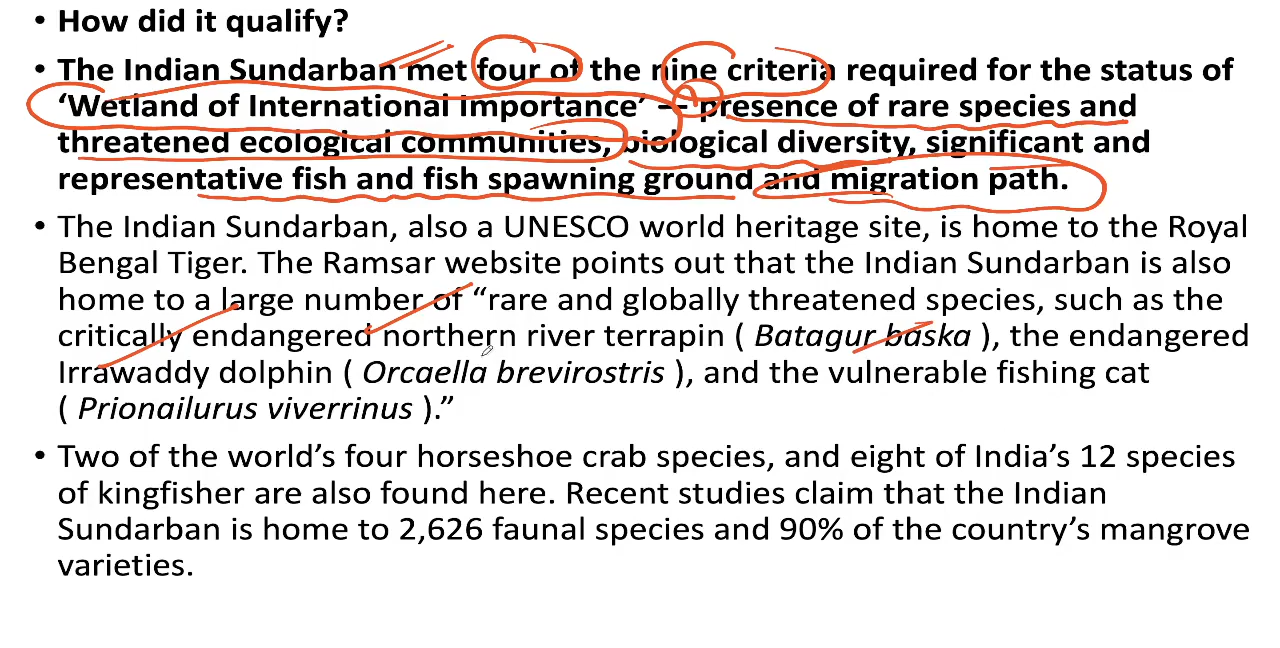 • How did it qualify?
• The Indian Sundarban met four of the nine criteria required for the status of
‘Wetland of International Importance’ — presence of rare species and
threatened ecological communities, biological diversity, significant and
representative fish and fish spawning ground and migration path.
• The Indian Sundarban, also a UNESCO world heritage site, is home to the Royal
Bengal Tiger. The Ramsar website points out that the Indian Sundarban is also
home to a large number of “rare and globally threatened species, such as the
critically endangered northern river terrapin ( Batagur baska ), the endangered
Irrawaddy dolphin ( Orcaella brevirostris ), and the vulnerable fishing cat
( Prionailurus viverrinus ).”
• Two of the world’s four horseshoe crab species, and eight of India’s 12 species
of kingfisher are also found here. Recent studies claim that the Indian
Sundarban is home to 2,626 faunal species and 90% of the country’s mangrove
varieties.